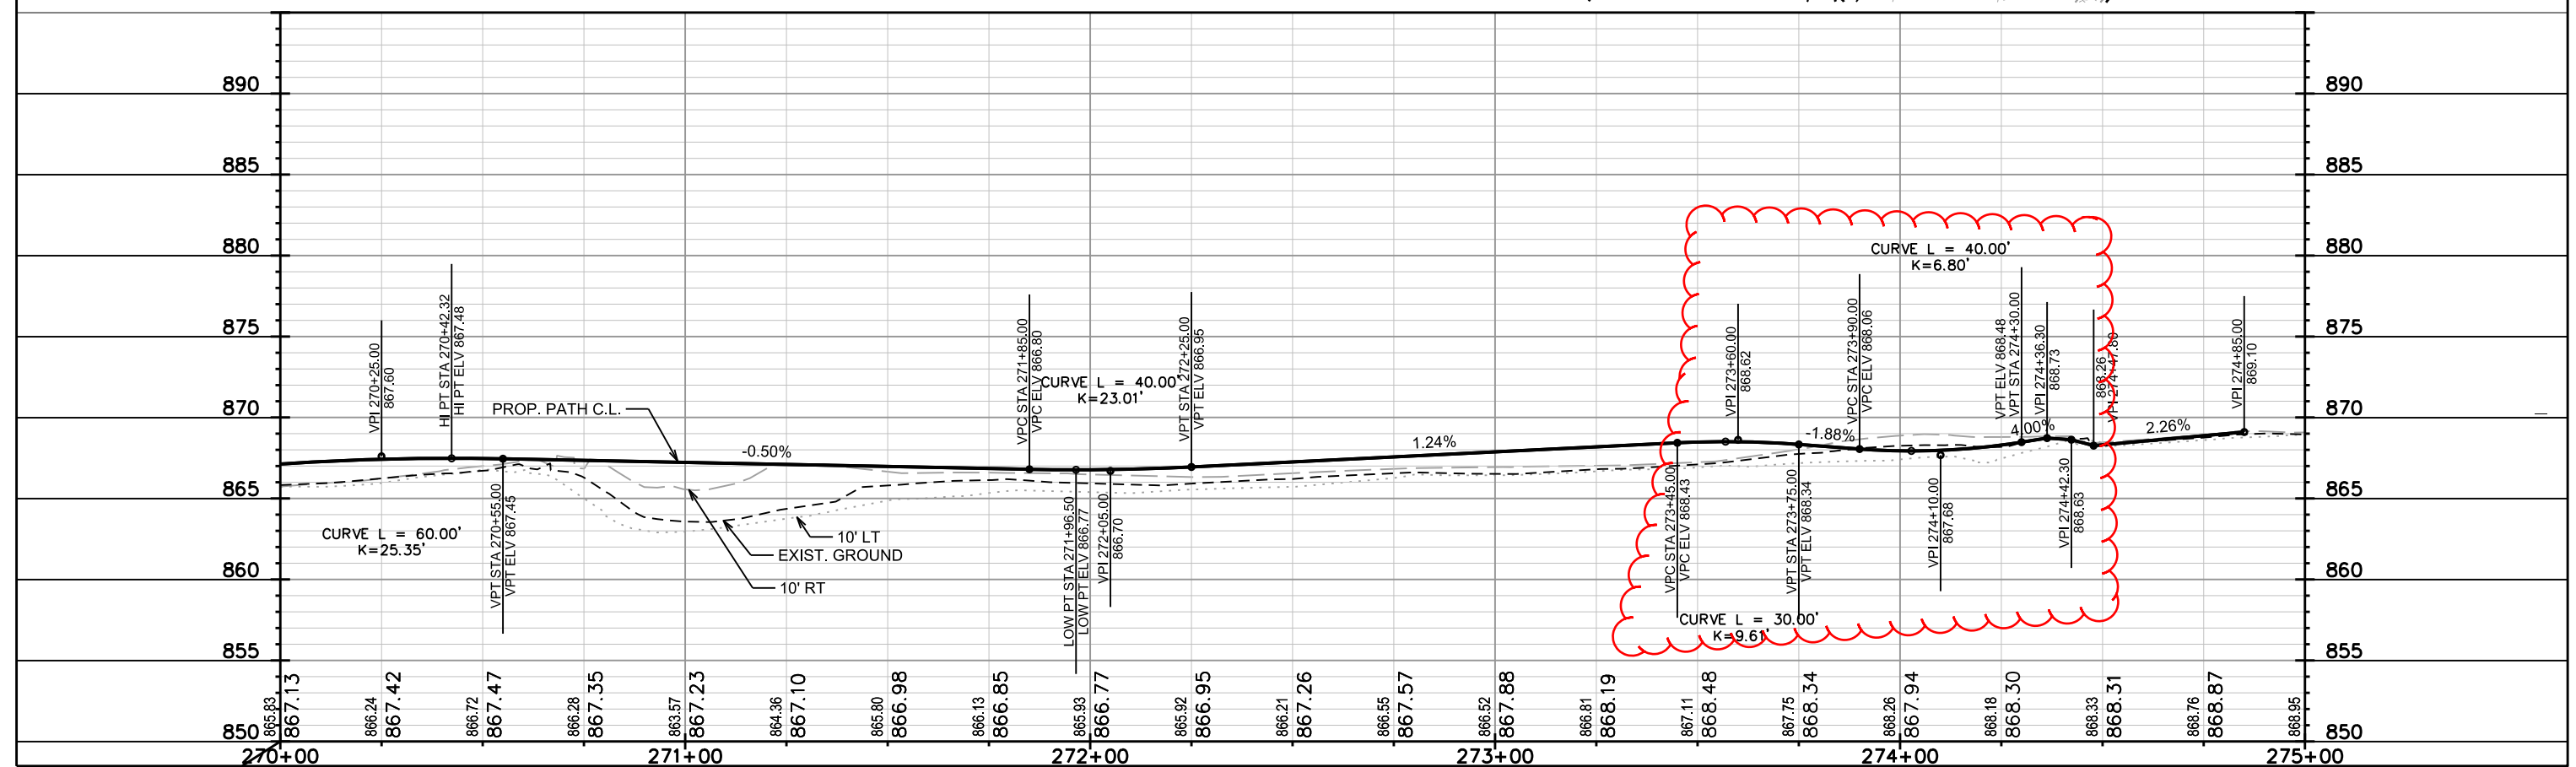 890
885
880
875
870
865
860
855
850
VPI 270+25.00
867.60
HI PT STA 270+42.32
HI PT ELV 867.48
VPT STA 270+55.00
VPT ELV 867.45
CURVE L = 60.00'
K=25.35'
PROP. PATH C.L.
-0.50%
10' LT
EXIST. GROUND
10' RT
VPC STA 271+85.00
VPC ELV 866.80
CURVE L = 40.00'
K=23.01'
LOW PT STA 271+96.50
LOW PT ELV 866.77
VPI 272+05.00
866.70
VPT STA 272+25.00
VPT ELV 866.95
1.24%
VPC STA 273+45.00
VPC ELV 868.43
VPI 273+60.00
868.62
VPT STA 273+75.00
VPT ELV 868.34
CURVE L = 30.00'
K=9.61'
-1.88%
CURVE L = 40.00'
K=6.80'
VPC STA 273+90.00
VPC ELV 868.06
VPI 274+10.00
867.68
VPT ELV 868.48
VPT STA 274+30.00
4.00%
VPI 274+36.30
868.73
VPI 274+42.30
868.63
868.26
VPI 274+47.80
2.26%
VPI 274+85.00
869.10
890
885
880
875
870
865
860
855
850
865.83
867.13
866.24
867.42
866.72
867.47
866.28
867.35
863.57
867.23
864.36
867.10
865.80
866.98
866.13
866.85
865.93
866.77
865.92
866.95
866.21
867.26
866.55
867.57
866.52
867.88
866.81
868.19
867.11
868.48
867.75
868.34
868.26
867.94
868.18
868.30
868.33
868.31
868.76
868.87
868.95
270+00
271+00
272+00
273+00
274+00
275+00